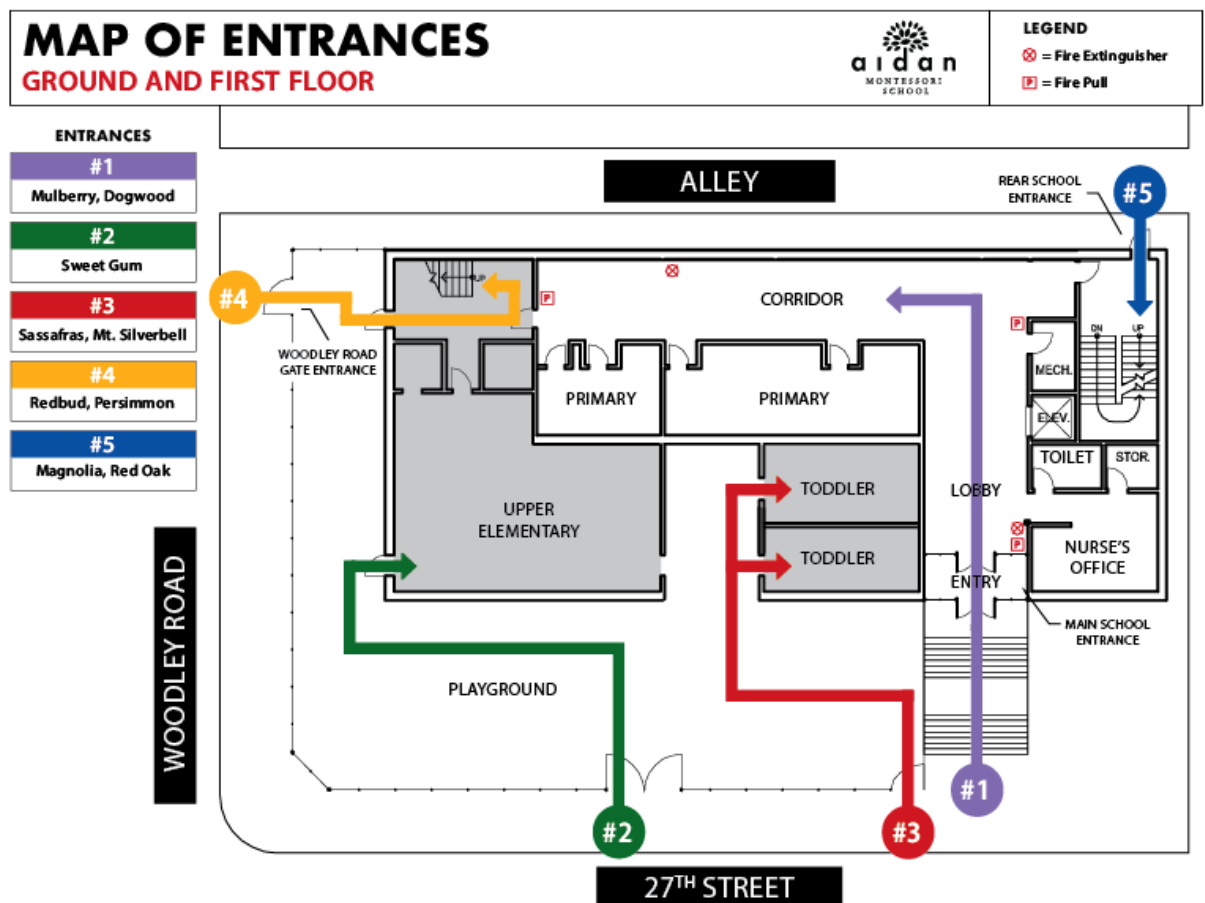 MAP OF ENTRANCES
GROUND AND FIRST FLOOR
aidan
MONTESSORI
SCHOOL
LEGEND
= Fire Extinguisher
P = Fire Pull
ENTRANCES
#1
Mulberry, Dogwood
#2
Sweet Gum
#3
Sassafras, Mt. Silverbell
#4
Redbud, Persimmon
#5
Magnolia, Red Oak
ALLEY
REAR SCHOOL
ENTRANCE
#5
#4
UP
P
CORRIDOR
P
DN
UP
WOODLEY ROAD
GATE ENTRANCE
MECH.
PRIMARY
PRIMARY
ELEV.
TOILET
STOR.
TODDLER
LOBBY
UPPER
ELEMENTARY
P
TODDLER
NURSE'S
OFFICE
ENTRY
MAIN SCHOOL
ENTRANCE
WOODLEY ROAD
PLAYGROUND
#1
#2
#3
27TH STREET